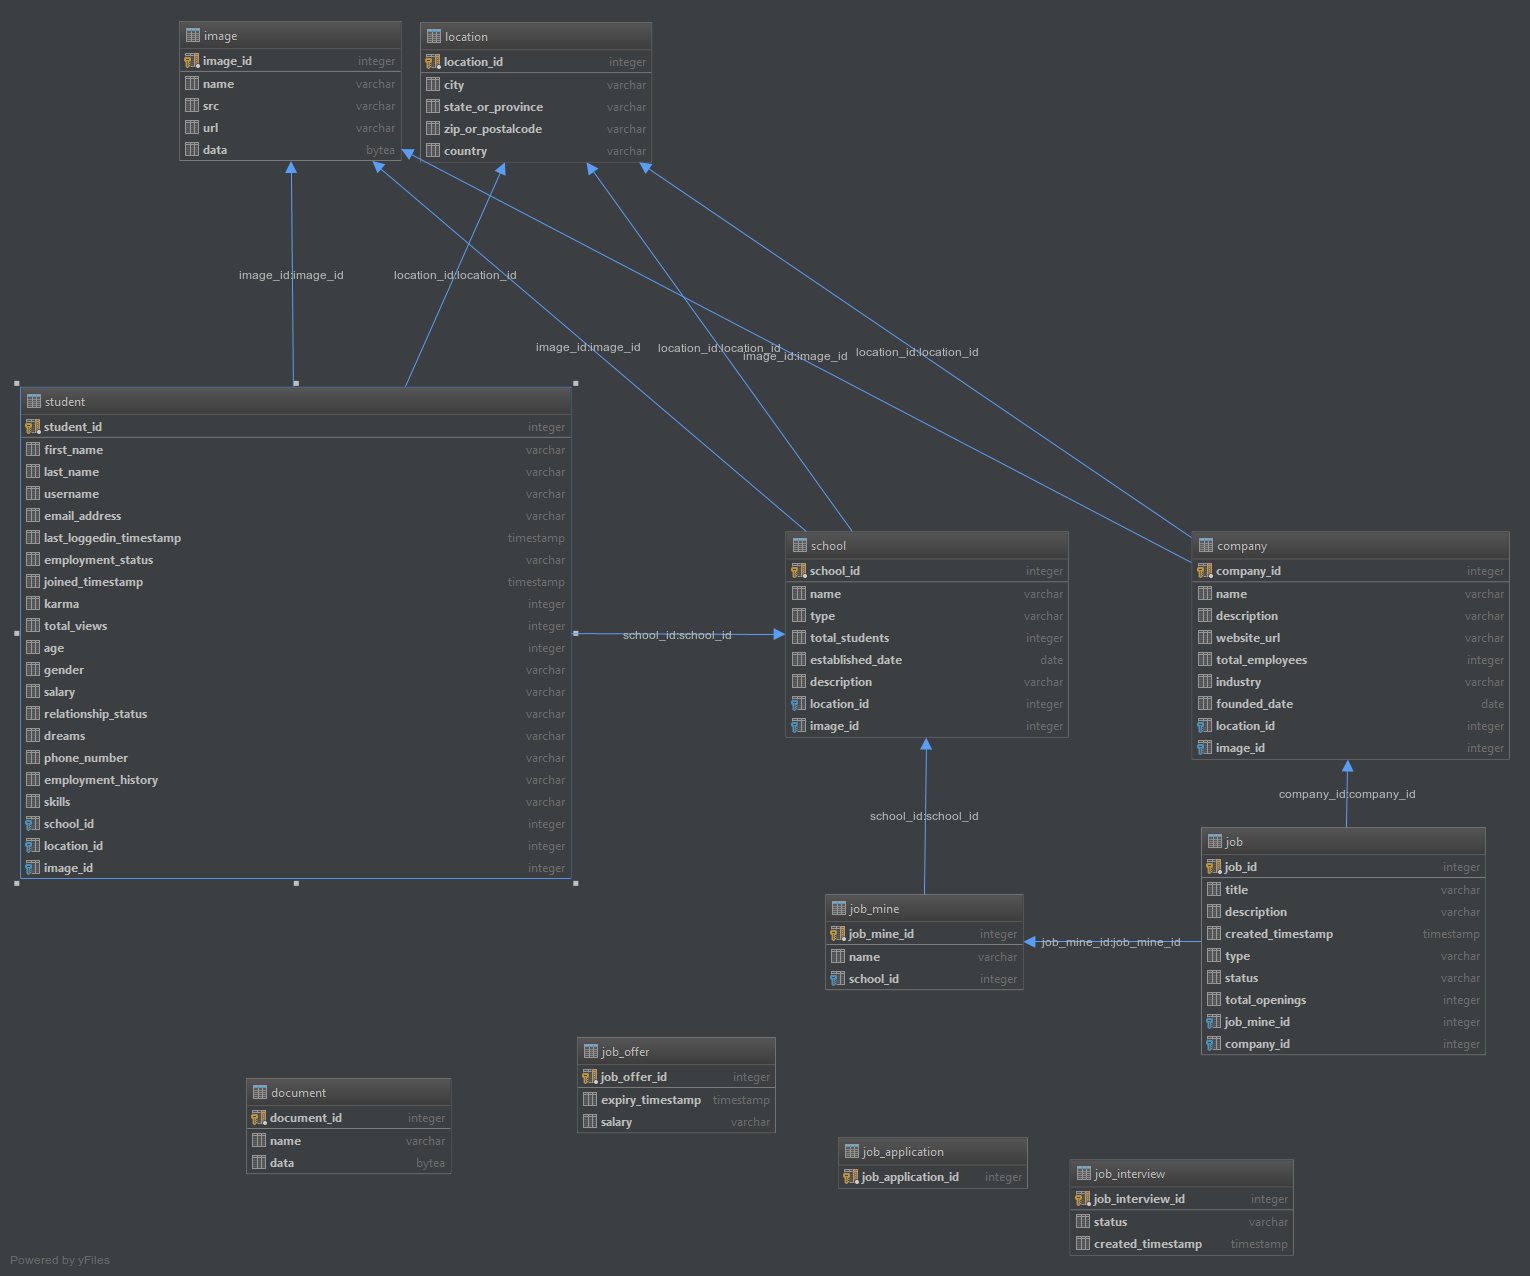 image
image_id integer
name varchar
src varchar
url varchar
data bytea
location
location_id integer
city varchar
state_or_province varchar
zip_or_postalcode varchar
country varchar
image_id:image_id
location_id:location_id
image_id:image_id
location_id:location_id
image_id:image_id
location_id:location_id
student
student_id integer
first_name varchar
last_name varchar
username varchar
email_address varchar
last_loggedin_timestamp timestamp
employment_status varchar
joined_timestamp timestamp
karma integer
total_views integer
age integer
gender varchar
salary varchar
relationship_status varchar
dreams varchar
phone_number varchar
employment_history varchar
skills varchar
school_id integer
location_id integer
image_id integer
school_id:school_id
school
school_id integer
name varchar
type varchar
total_students integer
established_date date
description varchar
location_id integer
image_id integer
company
company_id integer
name varchar
description varchar
website_url varchar
total_employees integer
industry varchar
founded_date date
location_id integer
image_id integer
school_id:school_id
company_id:company_id
job_mine
job_mine_id integer
name varchar
school_id integer
job_mine_id:job_mine_id
job
job_id integer
title varchar
description varchar
created_timestamp timestamp
type varchar
status varchar
total_openings integer
job_mine_id integer
company_id integer
document
document_id integer
name varchar
data bytea
job_offer
job_offer_id integer
expiry_timestamp timestamp
salary varchar
job_application
job_application_id integer
job_interview
job_interview_id integer
status varchar
created_timestamp timestamp
Powered by yFiles